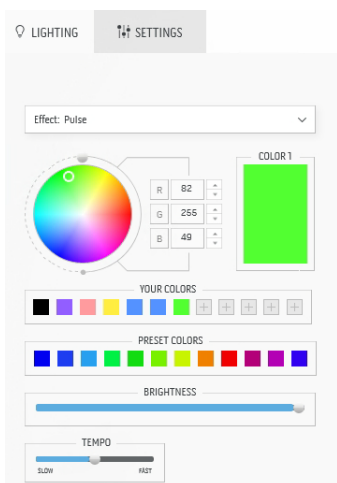 LIGHTING
SETTINGS
Effect: Pulse
COLOR 1
R 82
G 255
B 49
YOUR COLORS
PRESET COLORS
BRIGHTNESS
TEMPO
SLOW FAST